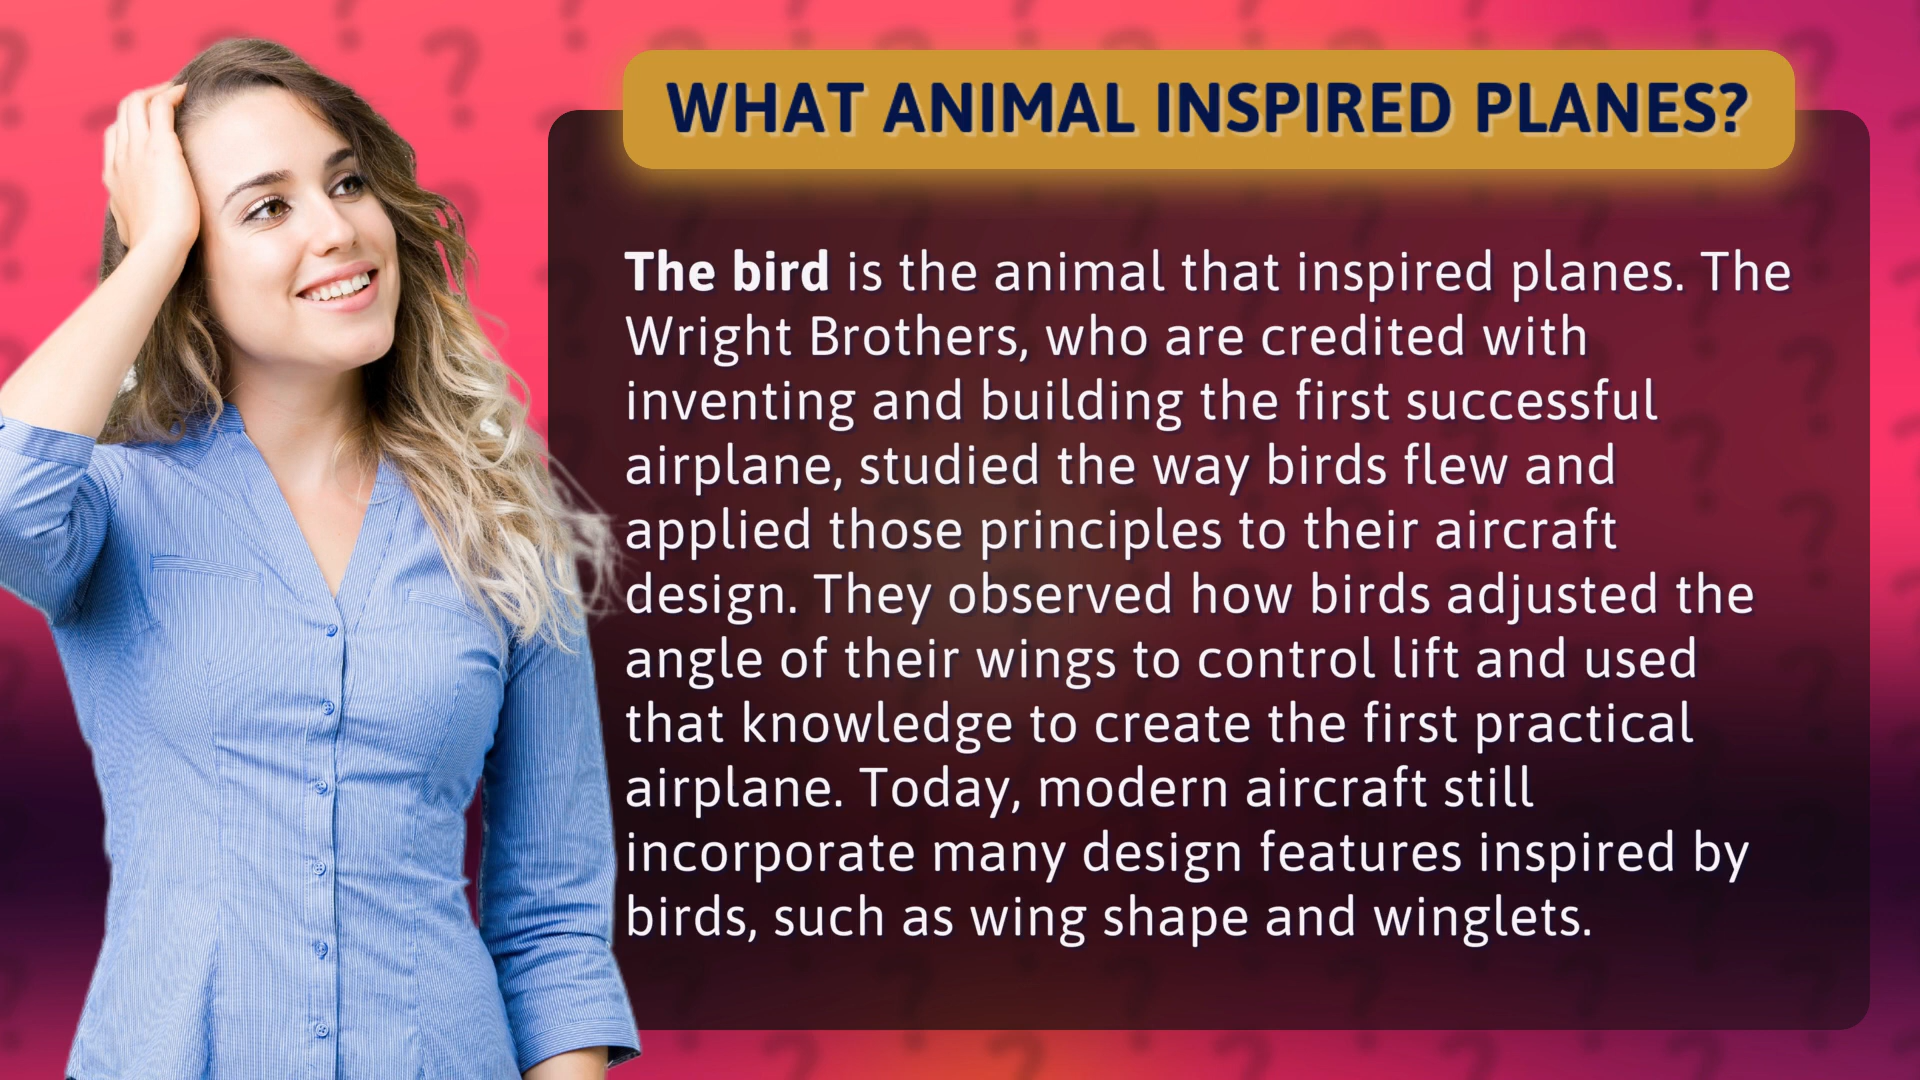 WHAT ANIMAL INSPIRED PLANES?
The bird is the animal that inspired planes. The
Wright Brothers, who are credited with
inventing and building the first successful
airplane, studied the way birds flew and
applied those principles to their aircraft
design. They observed how birds adjusted the
angle of their wings to control lift and used
that knowledge to create the first practical
airplane. Today, modern aircraft still
incorporate many design features inspired by
birds, such as wing shape and winglets.